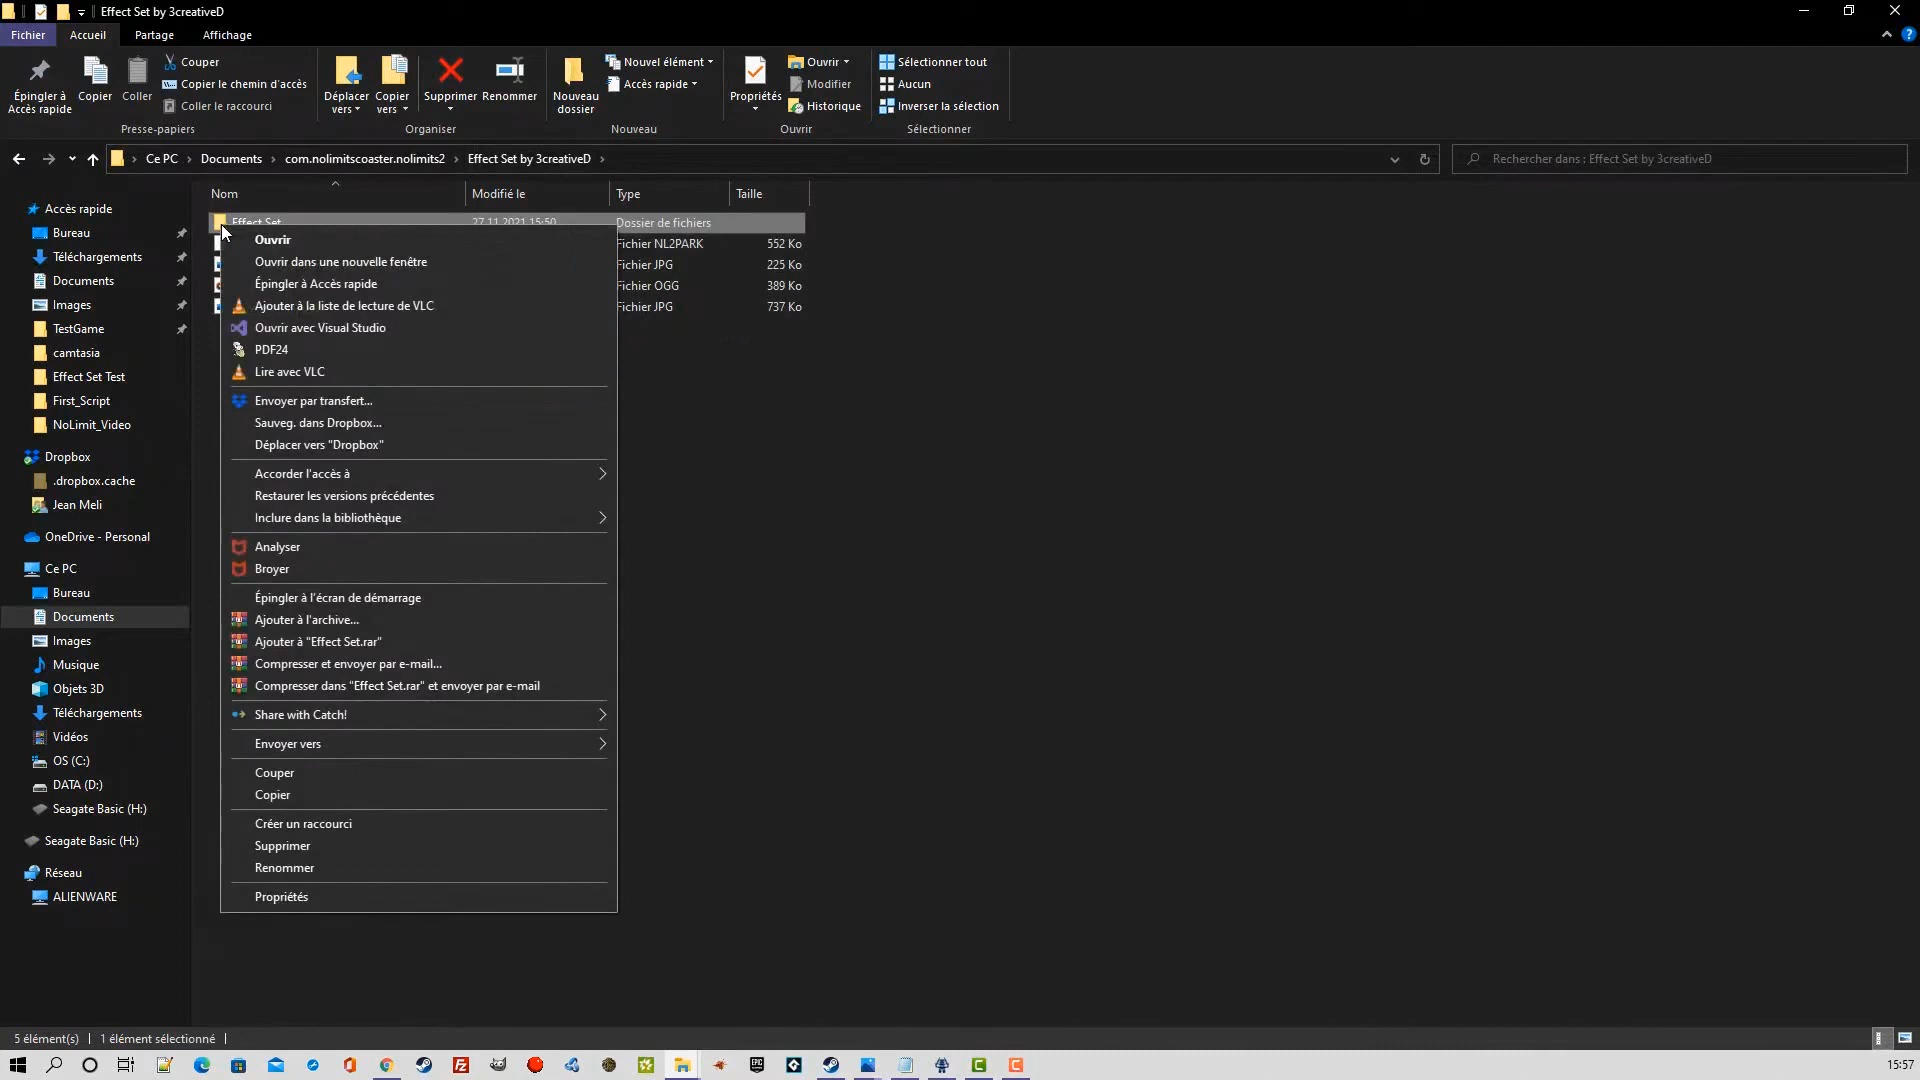 Effect Set by 3creativeD
Fichier Accueil Partage Affichage
Épingler à Accès rapide
Copier
Coller
Couper
Copier le chemin d'accès
Coller le raccourci
Presse-papiers
Déplacer vers
Copier vers
Supprimer
Renommer
Organiser
Nouveau dossier
Nouvel élément
Accès rapide
Nouveau
Propriétés
Ouvrir
Modifier
Historique
Ouvrir
Sélectionner tout
Aucun
Inverser la sélection
Sélectionner
Ce PC > Documents > com.nolimitscoaster.nolimits2 > Effect Set by 3creativeD >
Rechercher dans : Effect Set by 3creativeD
Nom Modifié le Type Taille
Effect Set 27.11.2021 15:50 Dossier de fichiers
Fichier NL2PARK 552 Ko
Fichier JPG 225 Ko
Fichier OGG 389 Ko
Fichier JPG 737 Ko
Accès rapide
Bureau
Téléchargements
Documents
Images
TestGame
camtasia
Effect Set Test
First_Script
NoLimit_Video
Dropbox
.dropbox.cache
Jean Meli
OneDrive - Personal
Ce PC
Bureau
Documents
Images
Musique
Objets 3D
Téléchargements
Vidéos
OS (C:)
DATA (D:)
Seagate Basic (H:)
Seagate Basic (H:)
Réseau
ALIENWARE
Ouvrir
Ouvrir dans une nouvelle fenêtre
Épingler à Accès rapide
Ajouter à la liste de lecture de VLC
Ouvrir avec Visual Studio
PDF24
Lire avec VLC
Envoyer par transfert...
Sauveg. dans Dropbox...
Déplacer vers "Dropbox"
Accorder l'accès à
Restaurer les versions précédentes
Inclure dans la bibliothèque
Analyser
Broyer
Épingler à l'écran de démarrage
Ajouter à l'archive...
Ajouter à "Effect Set.rar"
Compresser et envoyer par e-mail...
Compresser dans "Effect Set.rar" et envoyer par e-mail
Share with Catch!
Envoyer vers
Couper
Copier
Créer un raccourci
Supprimer
Renommer
Propriétés
5 élément(s) 1 élément sélectionné
15:57